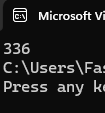 Microsoft Vi
336
C:\Users\Fas
Press any ke